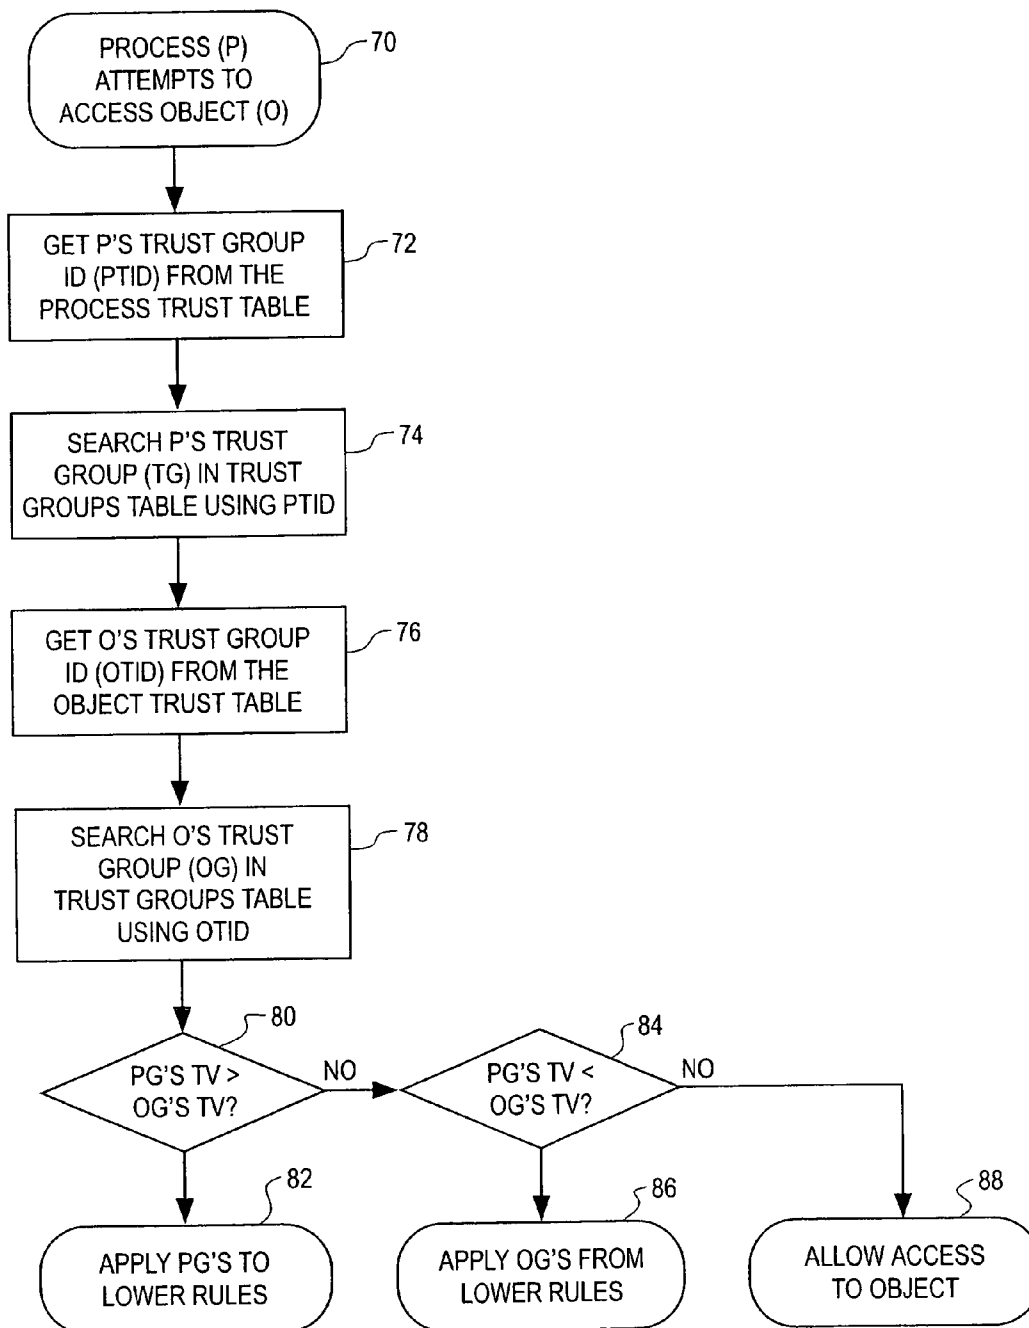 PROCESS (P)
ATTEMPTS TO
ACCESS OBJECT (O)
70
GET P'S TRUST GROUP
ID (PTID) FROM THE
PROCESS TRUST TABLE
72
SEARCH P'S TRUST
GROUP (TG) IN TRUST
GROUPS TABLE USING PTID
74
GET O'S TRUST GROUP
ID (OTID) FROM THE
OBJECT TRUST TABLE
76
SEARCH O'S TRUST
GROUP (OG) IN
TRUST GROUPS TABLE
USING OTID
78
PG'S TV >
OG'S TV?
80
NO
PG'S TV <
OG'S TV?
84
NO
APPLY PG'S TO
LOWER RULES
82
APPLY OG'S FROM
LOWER RULES
86
ALLOW ACCESS
TO OBJECT
88